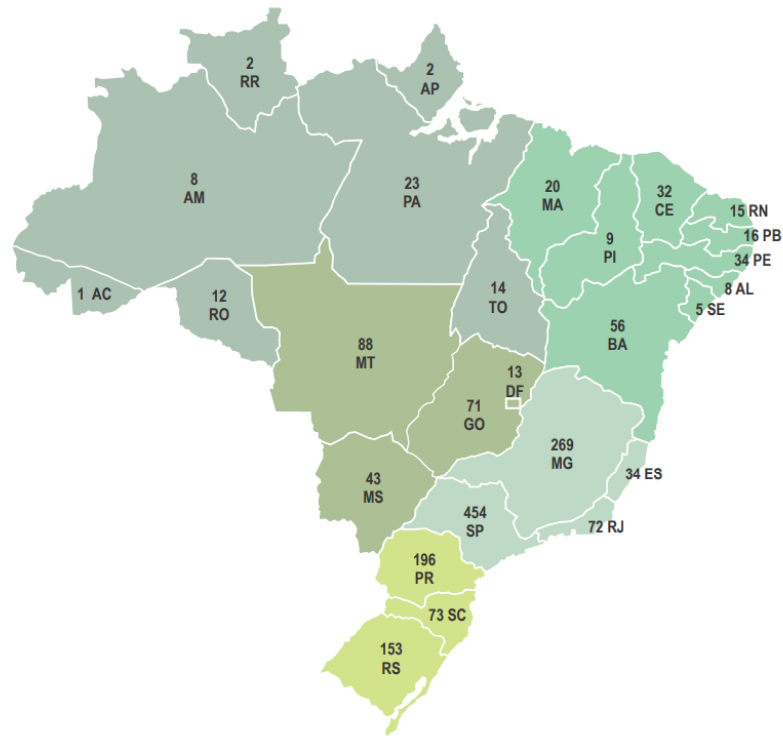 2
RR
2
AP
8
AM
23
PA
20
MA
32
CE
15 RN
16 PB
9
PI
34 PE
8 AL
5 SE
1 AC
12
RO
14
TO
56
BA
88
MT
13
DF
71
GO
269
MG
34 ES
43
MS
454
SP
72 RJ
196
PR
73 SC
153
RS